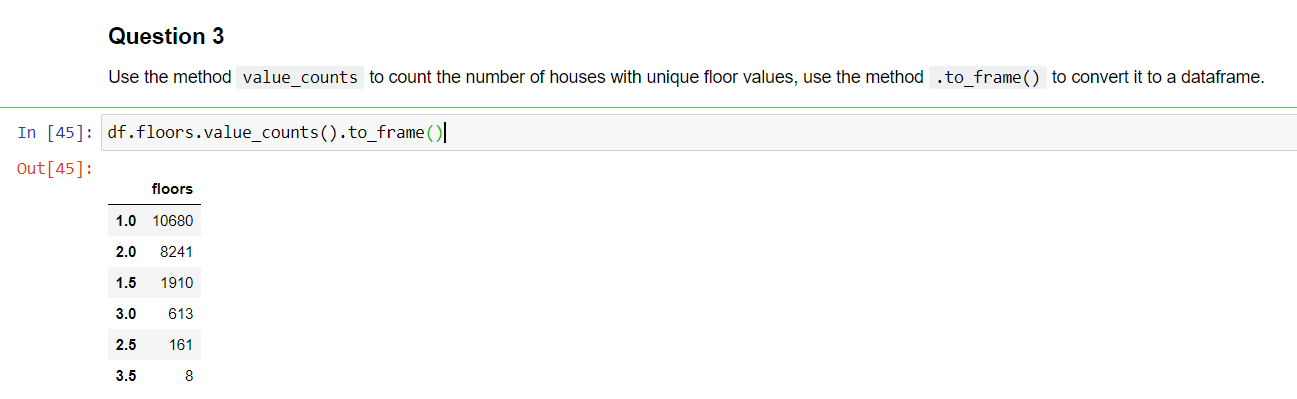 Question 3
Use the method value_counts to count the number of houses with unique floor values, use the method .to_frame() to convert it to a dataframe.
In [45]: df.floors.value_counts().to_frame()
Out[45]:
floors
1.0 10680
2.0 8241
1.5 1910
3.0 613
2.5 161
3.5 8